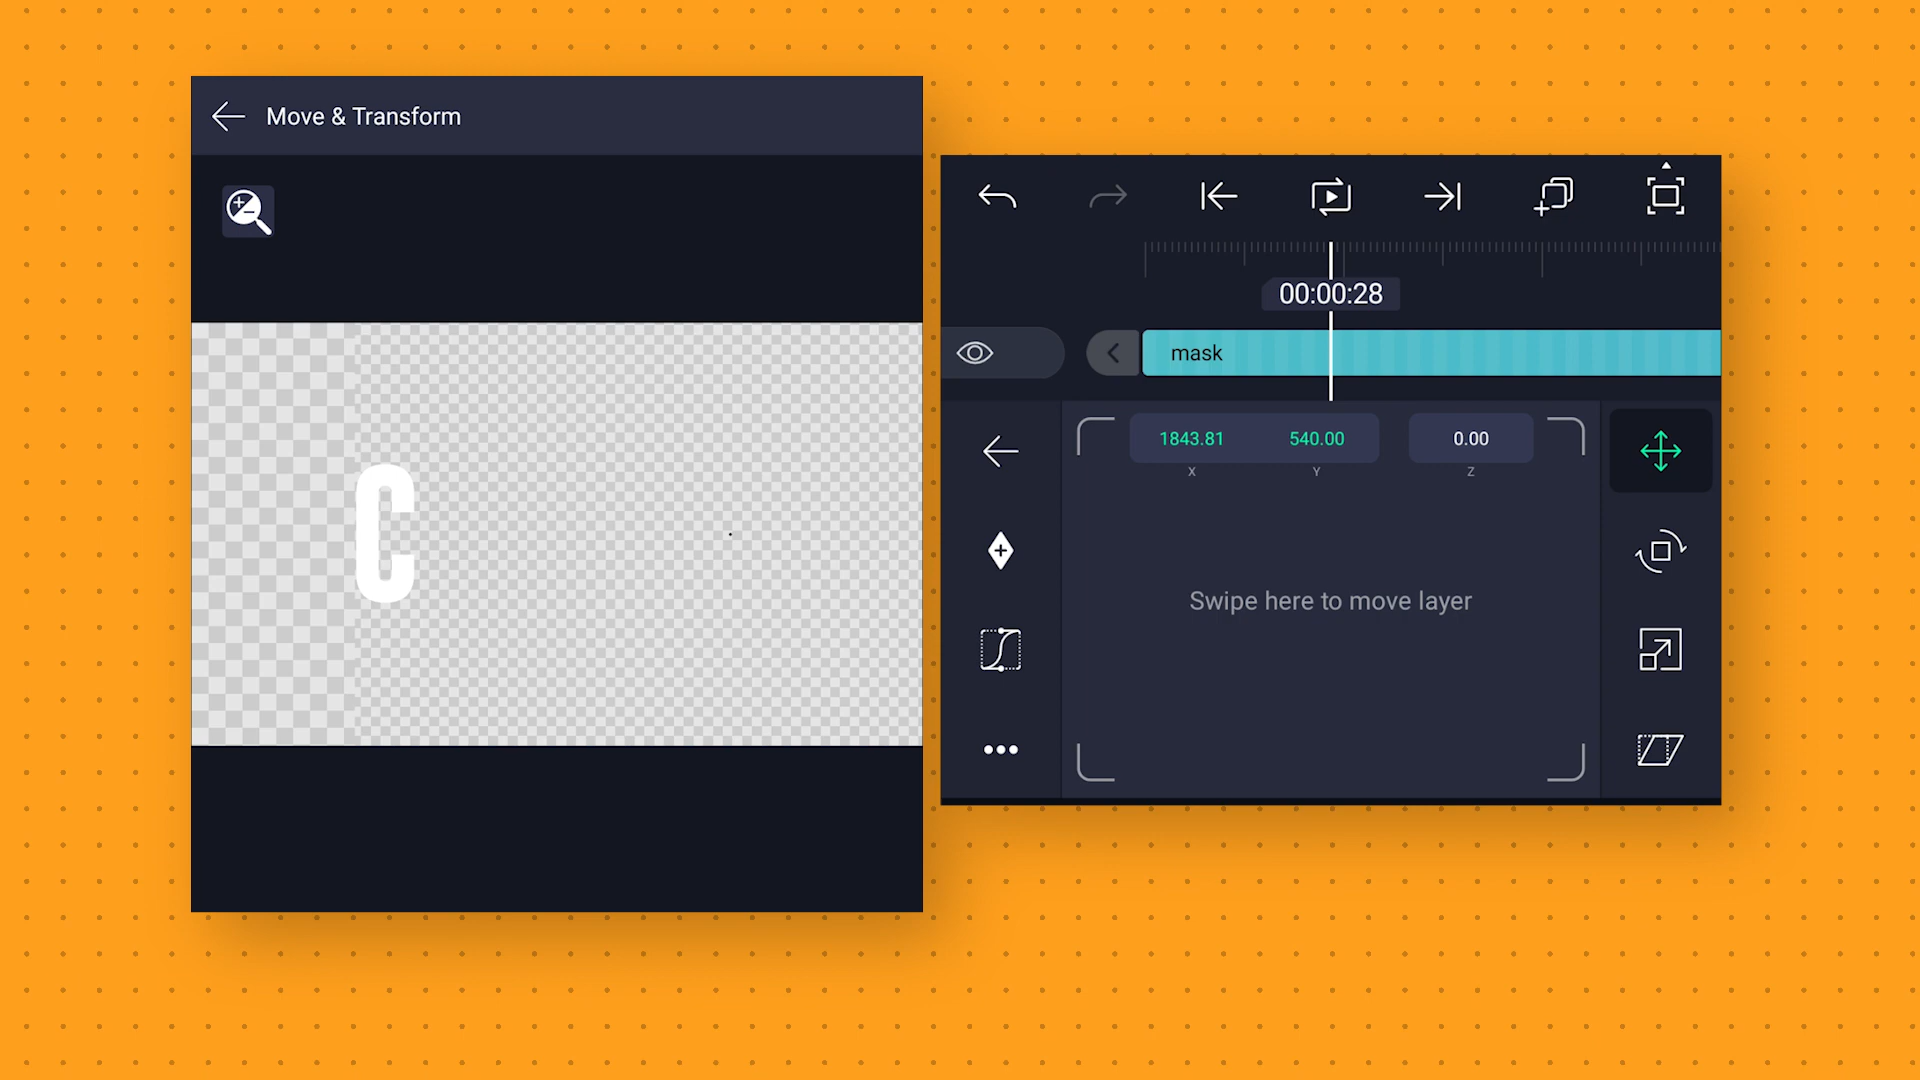 Move & Transform
C
00:00:28
mask
1843.81 540.00 0.00
X Y Z
Swipe here to move layer